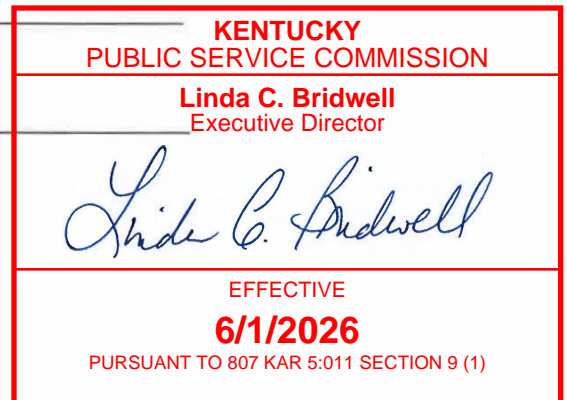 KENTUCKY
PUBLIC SERVICE COMMISSION
Linda C. Bridwell
Executive Director
Linda C. Bridwell
EFFECTIVE
6/1/2026
PURSUANT TO 807 KAR 5:011 SECTION 9 (1)